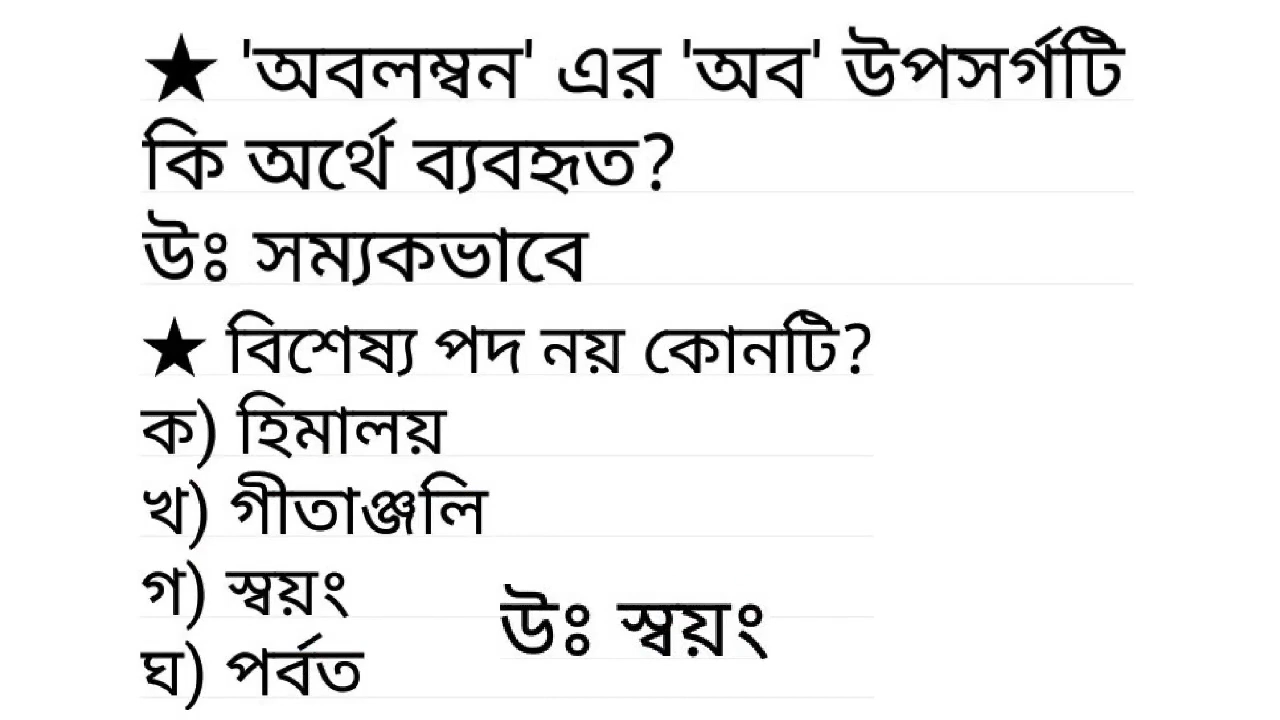 ★ 'অবলম্বন' এর 'অব' উপসর্গটি
কি অর্থে ব্যবহৃত?
উঃ সম্যকভাবে
★ বিশেষ্য পদ নয় কোনটি?
ক) হিমালয়
খ) গীতাঞ্জলি
গ) স্বয়ং
উঃ স্বয়ং
ঘ) পর্বত